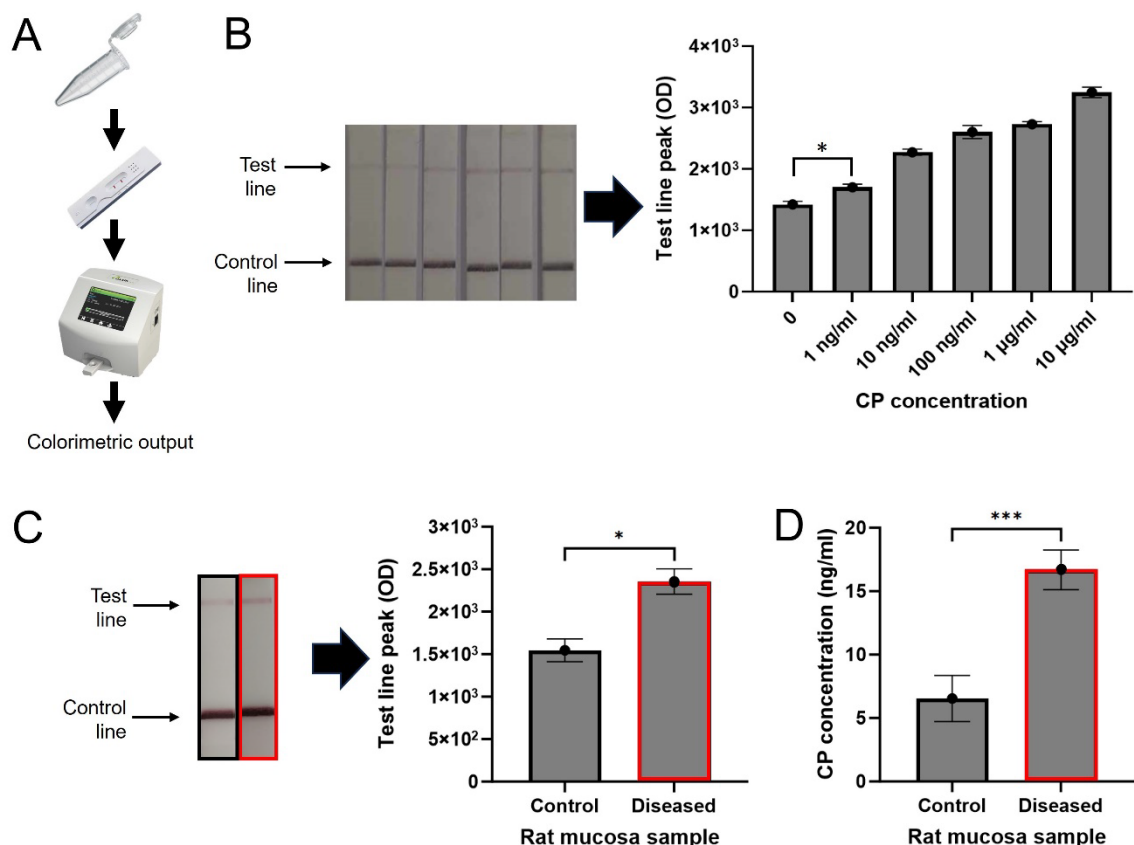 A
Colorimetric output
B
Test
line
Control
line
Test line peak (OD)
4×10³
3×10³
2×10³
1×10³
0
*
0
1 ng/ml
10 ng/ml
100 ng/ml
1 µg/ml
10 µg/ml
CP concentration
C
Test
line
Control
line
Test line peak (OD)
3×10³
2.5×10³
2×10³
1.5×10³
1×10³
5×10²
0
*
Control
Diseased
Rat mucosa sample
D
CP concentration (ng/ml)
20
15
10
5
0
***
Control
Diseased
Rat mucosa sample